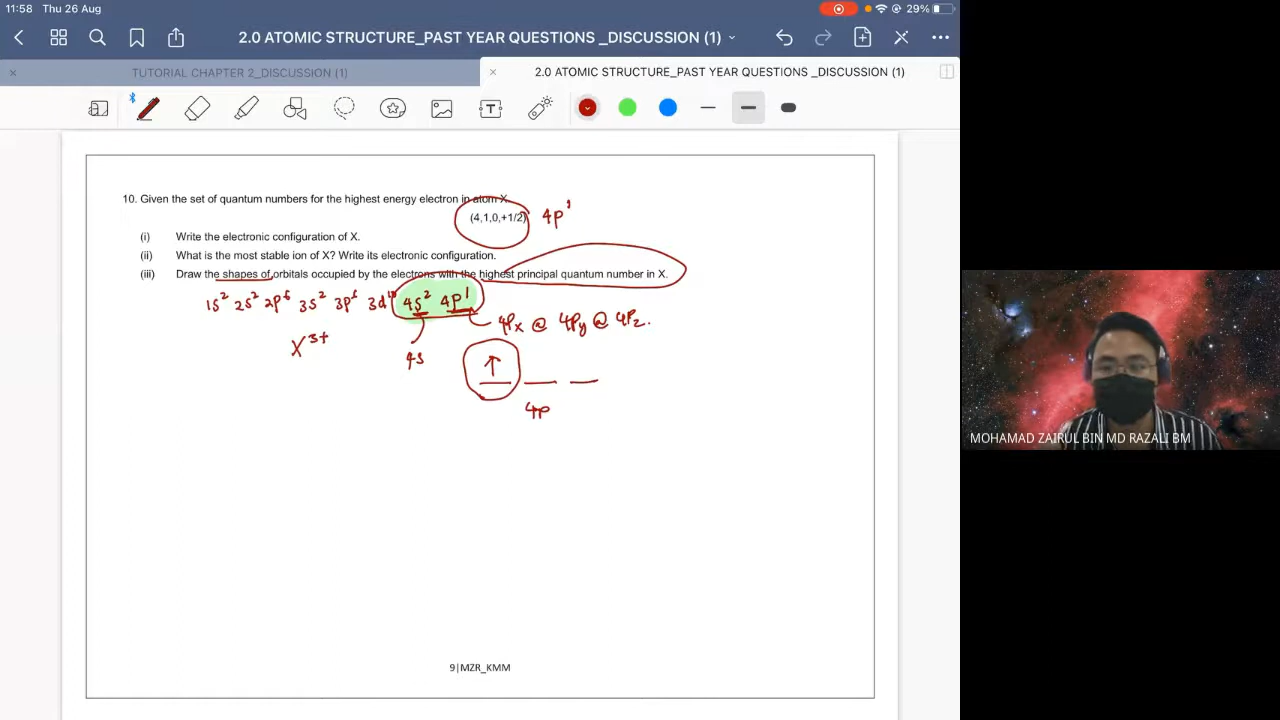 11:58 Thu 26 Aug
29%
2.0 ATOMIC STRUCTURE_PAST YEAR QUESTIONS _DISCUSSION (1)
TUTORIAL CHAPTER 2_DISCUSSION (1)
2.0 ATOMIC STRUCTURE_PAST YEAR QUESTIONS _DISCUSSION (1)
10. Given the set of quantum numbers for the highest energy electron in atom X.
(4,1,0,+1/2) 4p¹
(i) Write the electronic configuration of X.
(ii) What is the most stable ion of X? Write its electronic configuration.
(iii) Draw the shapes of orbitals occupied by the electrons with the highest principal quantum number in X.
1s² 2s² 2p⁶ 3s² 3p⁶ 3d¹⁰ 4s² 4p¹
4Px @ 4Py @ 4Pz.
X³⁺
4s
↑
4p
9|MZR_KMM
MOHAMAD ZAIRUL BIN MD RAZALI BM